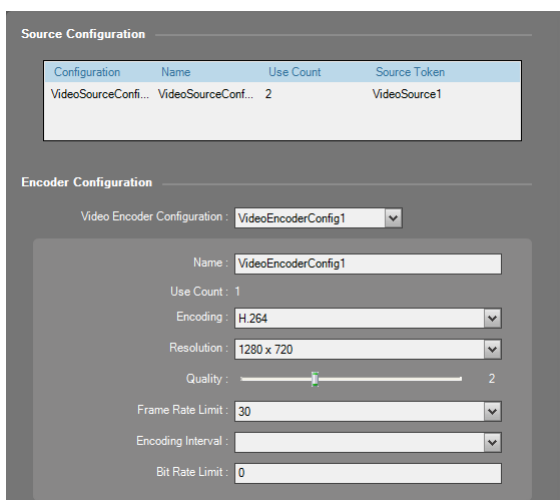 Source Configuration
Configuration Name Use Count Source Token
VideoSourceConfi... VideoSourceConf... 2 VideoSource1
Encoder Configuration
Video Encoder Configuration : VideoEncoderConfig1
Name : VideoEncoderConfig1
Use Count : 1
Encoding : H.264
Resolution : 1280 x 720
Quality : 2
Frame Rate Limit : 30
Encoding Interval :
Bit Rate Limit : 0